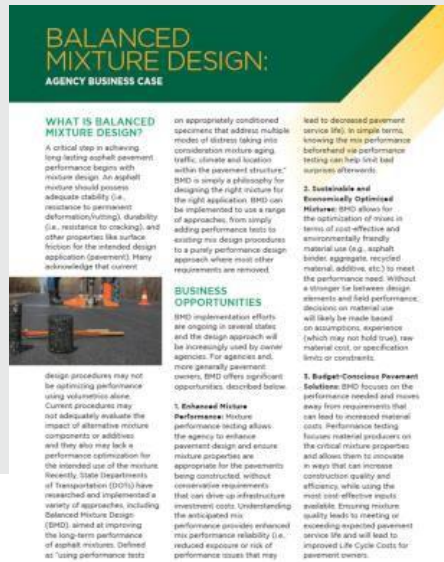 BALANCED
MIXTURE DESIGN:
AGENCY BUSINESS CASE
WHAT IS BALANCED
MIXTURE DESIGN?
A critical step in achieving
long-lasting asphalt pavement
performance begins with
mixture design. An asphalt
mixture should possess
adequate stability (i.e.,
resistance to permanent
deformation/rutting), durability
(i.e., resistance to cracking), and
other properties like surface
friction for the intended design
application (pavement). Many
acknowledge that current
design procedures may not
be optimizing performance
using volumetrics alone.
Current procedures may
not adequately evaluate the
impact of alternative mixture
components or additives
and they also may lack a
performance optimization for
the intended use of the mixture.
Recently, State Departments
of Transportation (DOTs) have
researched and implemented a
variety of approaches, including
Balanced Mixture Design
(BMD), aimed at improving
the long-term performance
of asphalt mixtures. Defined
as "using performance tests
on appropriately conditioned
specimens that address multiple
modes of distress taking into
consideration mixture aging,
traffic, climate and location
within the pavement structure,"
BMD is simply a philosophy for
designing the right mixture for
the right application. BMD can
be implemented to use a range
of approaches, from simply
adding performance tests to
existing mix design procedures
to a purely performance design
approach where most other
requirements are removed.
BUSINESS
OPPORTUNITIES
BMD implementation efforts
are ongoing in several states
and the design approach will
be increasingly used by owner
agencies. For agencies and,
more generally pavement
owners, BMD offers significant
opportunities, described below.
1. Enhanced Mixture
Performance: Mixture
performance testing allows
the agency to enhance
pavement design and ensure
mixture properties are
appropriate for the pavements
being constructed, without
conservative requirements
that can drive up infrastructure
investment costs. Understanding
the anticipated mix
performance provides enhanced
mix performance reliability (i.e.
reduced exposure or risk of
performance issues that may
lead to decreased pavement
service life). In simple terms,
knowing the mix performance
beforehand via performance
testing can help limit bad
surprises afterwards.
2. Sustainable and
Economically Optimized
Mixtures: BMD allows for
the optimization of mixes in
terms of cost-effective and
environmentally friendly
material use (e.g., asphalt
binder, aggregate, recycled
material, additive, etc.) to meet
the performance need. Without
a stronger tie between design
elements and field performance,
decisions on material use
will likely be made based
on assumptions, experience
(which may not hold true), raw
material cost, or specification
limits or constraints.
3. Budget-Conscious Pavement
Solutions: BMD focuses on the
performance needed and moves
away from requirements that
can lead to increased material
costs. Performance testing
focuses material producers on
the critical mixture properties
and allows them to innovate
in ways that can increase
construction quality and
efficiency, while using the
most cost-effective inputs
available. Ensuring mixture
quality leads to meeting or
exceeding expected pavement
service life and will lead to
improved Life Cycle Costs for
pavement owners.